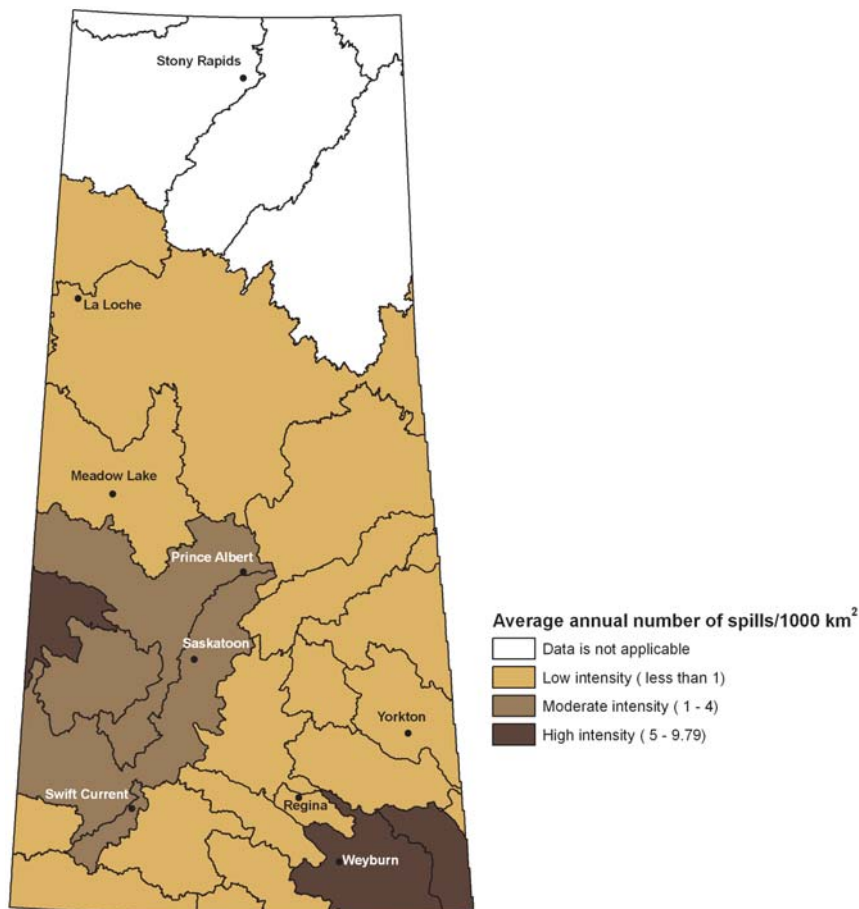 Stony Rapids
La Loche
Meadow Lake
Prince Albert
Saskatoon
Yorkton
Swift Current
Regina
Weyburn
Average annual number of spills/1000 km²
Data is not applicable
Low intensity ( less than 1)
Moderate intensity ( 1 - 4)
High intensity ( 5 - 9.79)